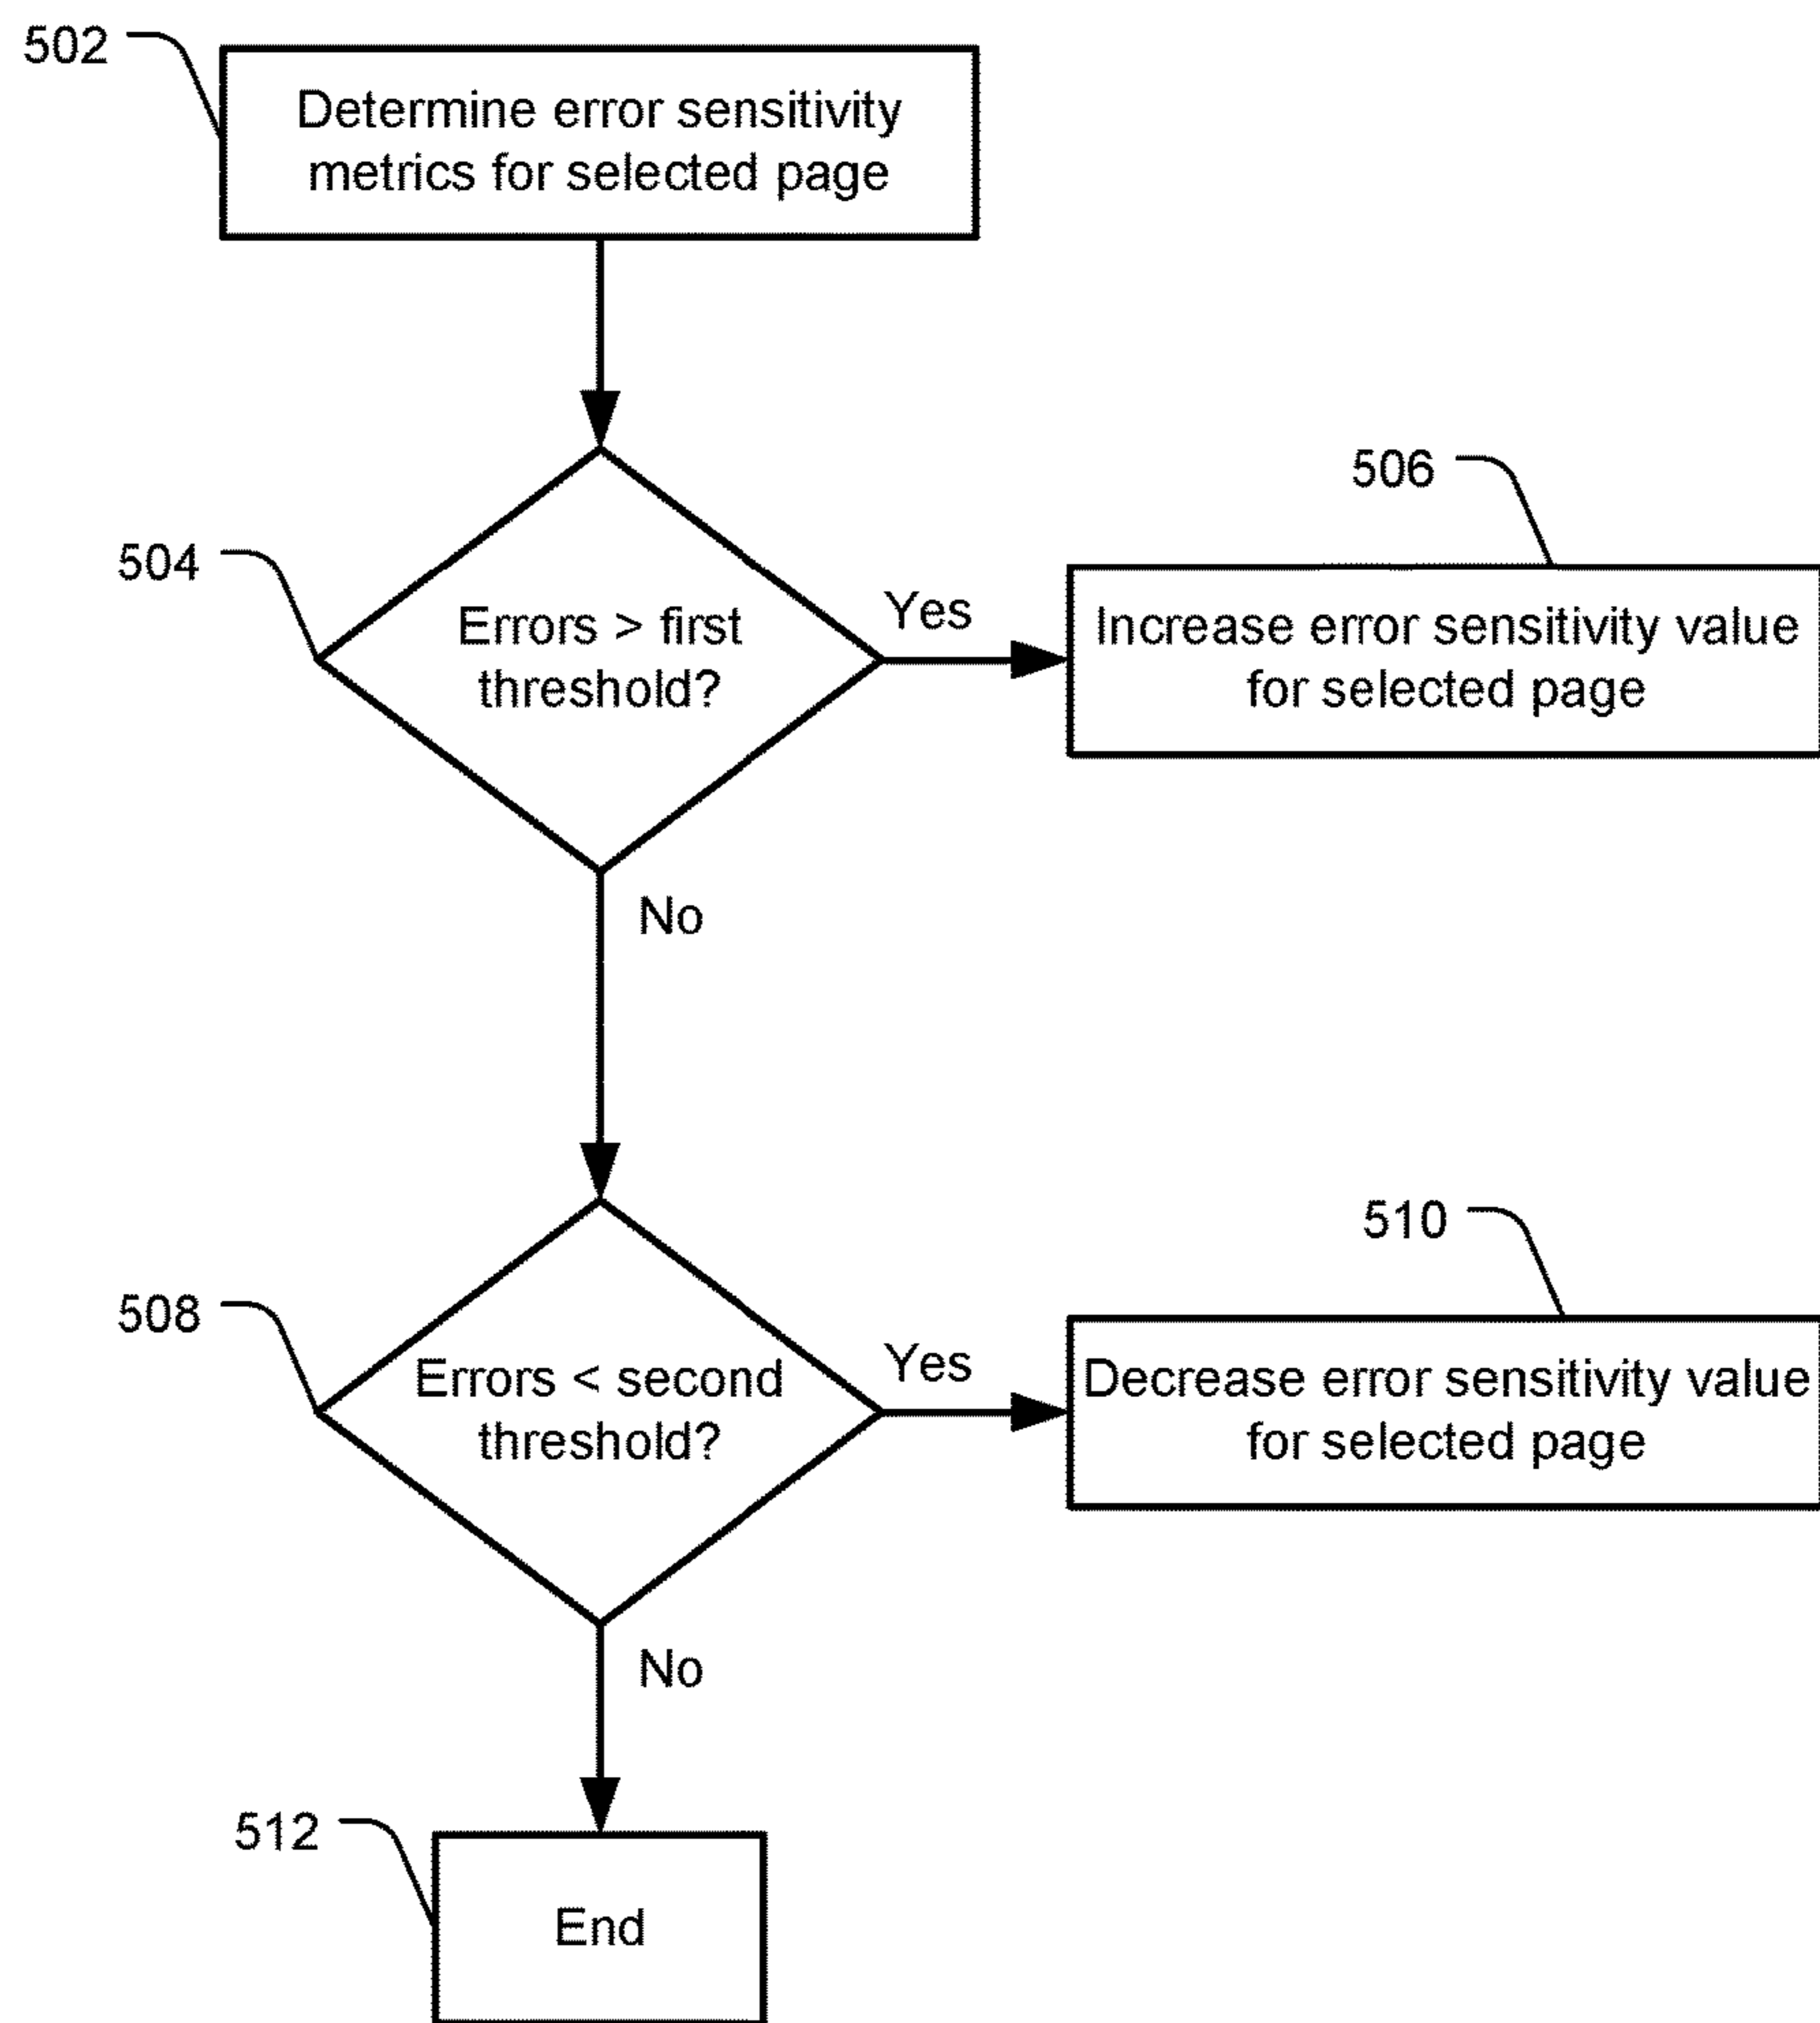 502
Determine error sensitivity
metrics for selected page
504
Errors > first
threshold?
Yes
506
Increase error sensitivity value
for selected page
No
508
Errors < second
threshold?
Yes
510
Decrease error sensitivity value
for selected page
No
512
End